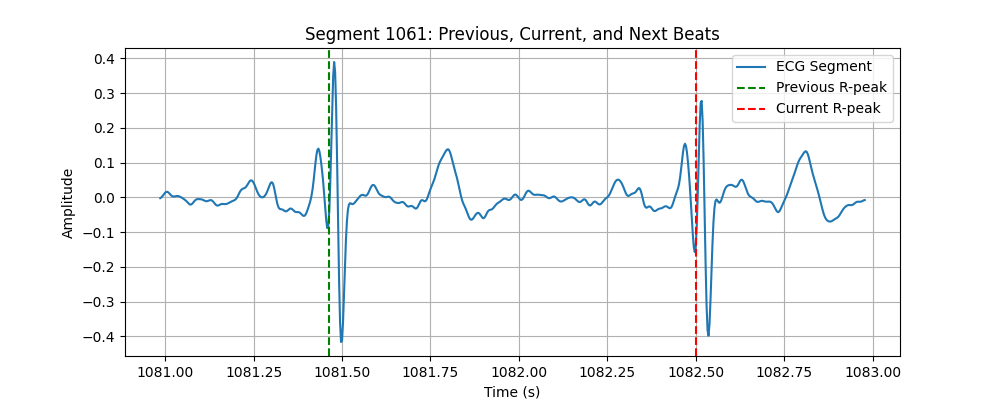 Segment 1061: Previous, Current, and Next Beats
ECG Segment
Previous R-peak
Current R-peak
Amplitude
0.4
0.3
0.2
0.1
0.0
−0.1
−0.2
−0.3
−0.4
1081.00 1081.25 1081.50 1081.75 1082.00 1082.25 1082.50 1082.75 1083.00
Time (s)